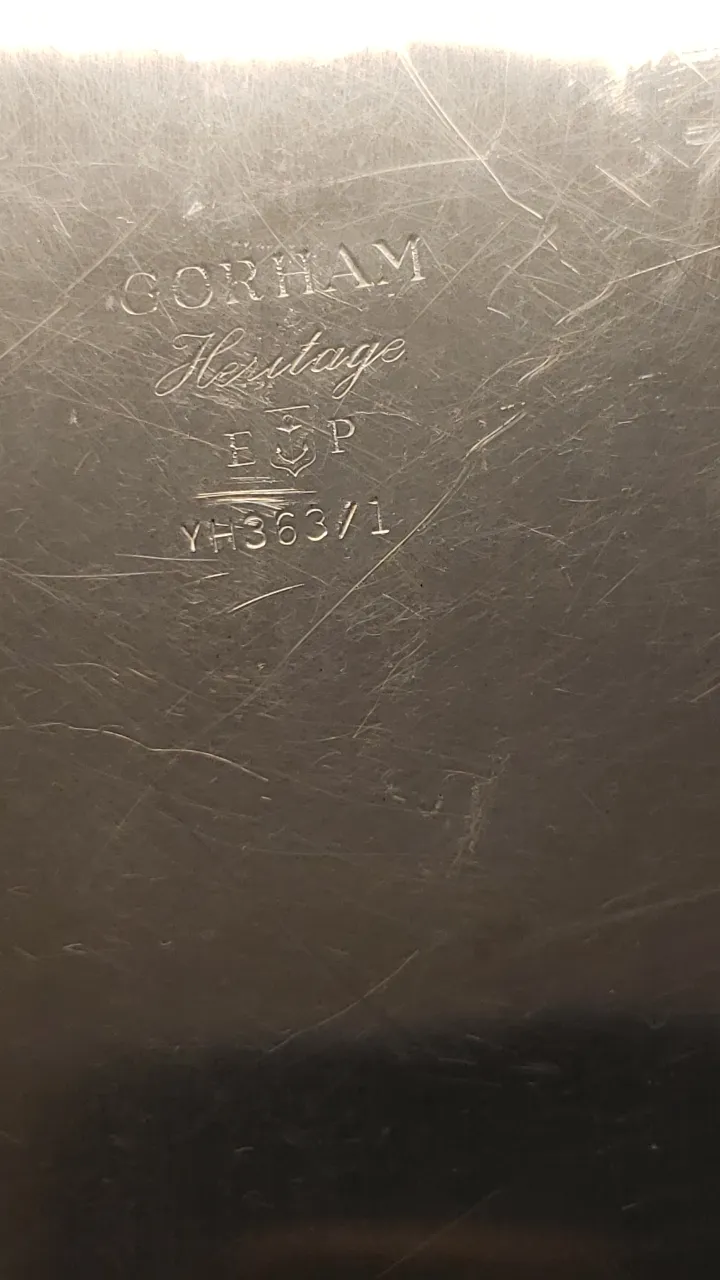 GORHAM
Heritage
E P
YH363/1